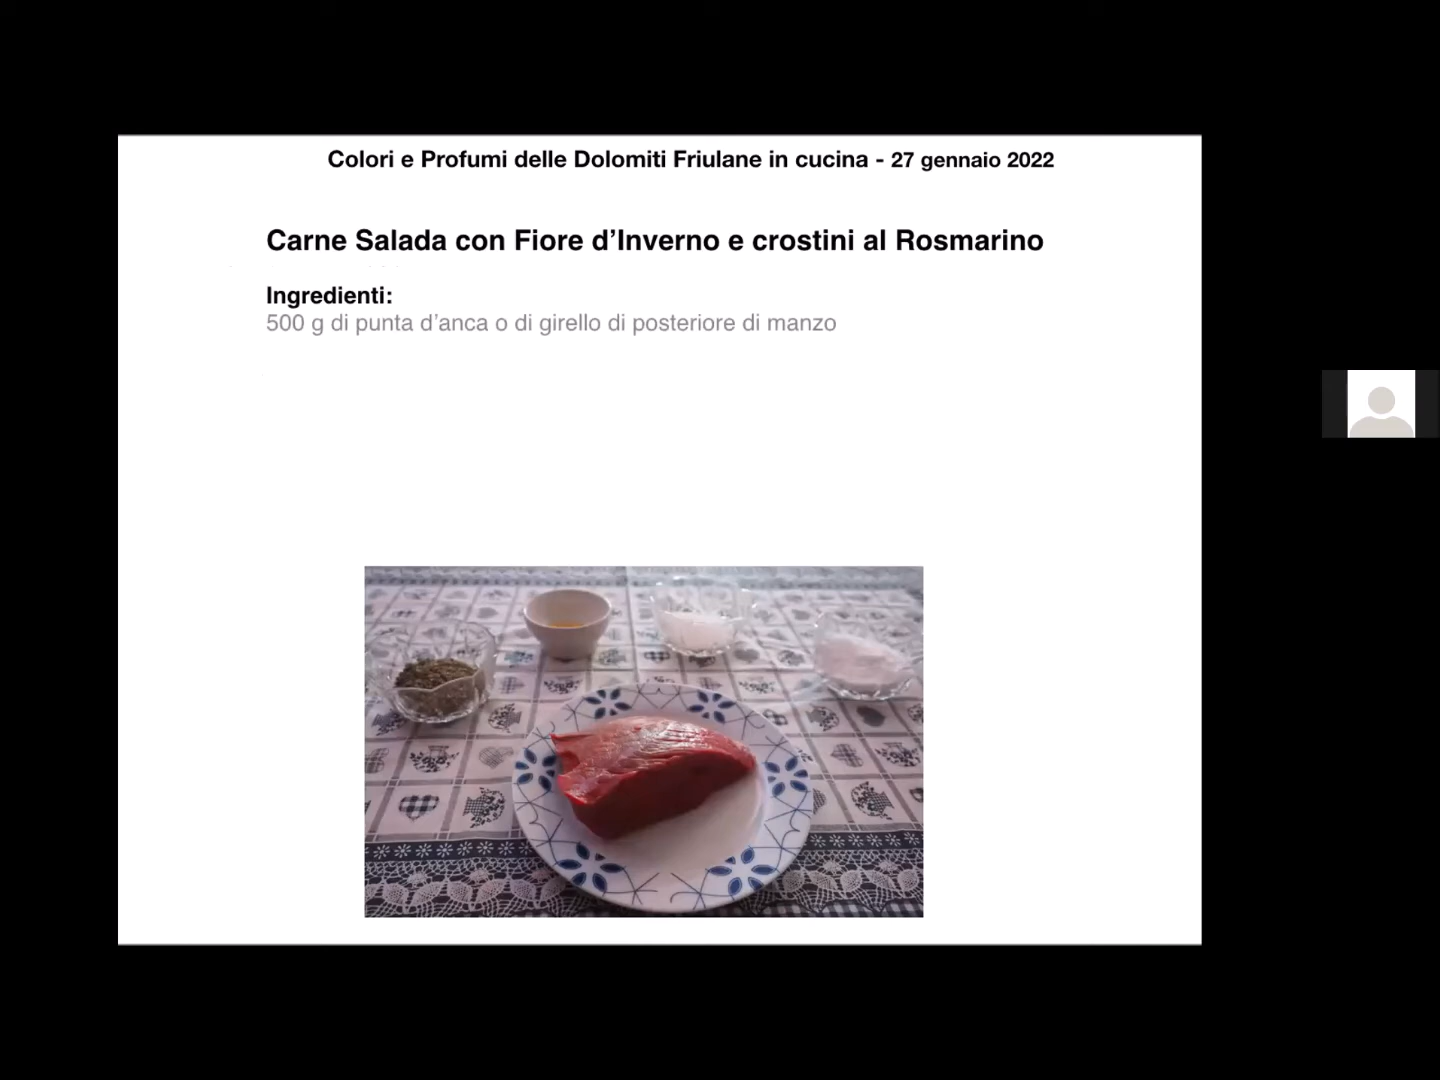 Colori e Profumi delle Dolomiti Friulane in cucina - 27 gennaio 2022
Carne Salada con Fiore d'Inverno e crostini al Rosmarino
Ingredienti:
500 g di punta d'anca o di girello di posteriore di manzo